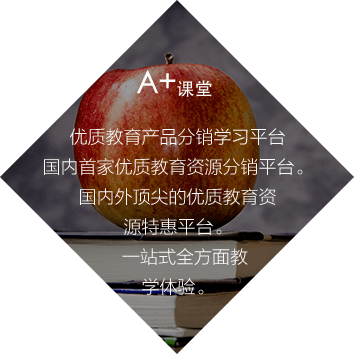 A+课堂
优质教育产品分销学习平台
国内首家优质教育资源分销平台。
国内外顶尖的优质教育资
源特惠平台。
一站式全方面教
学体验。